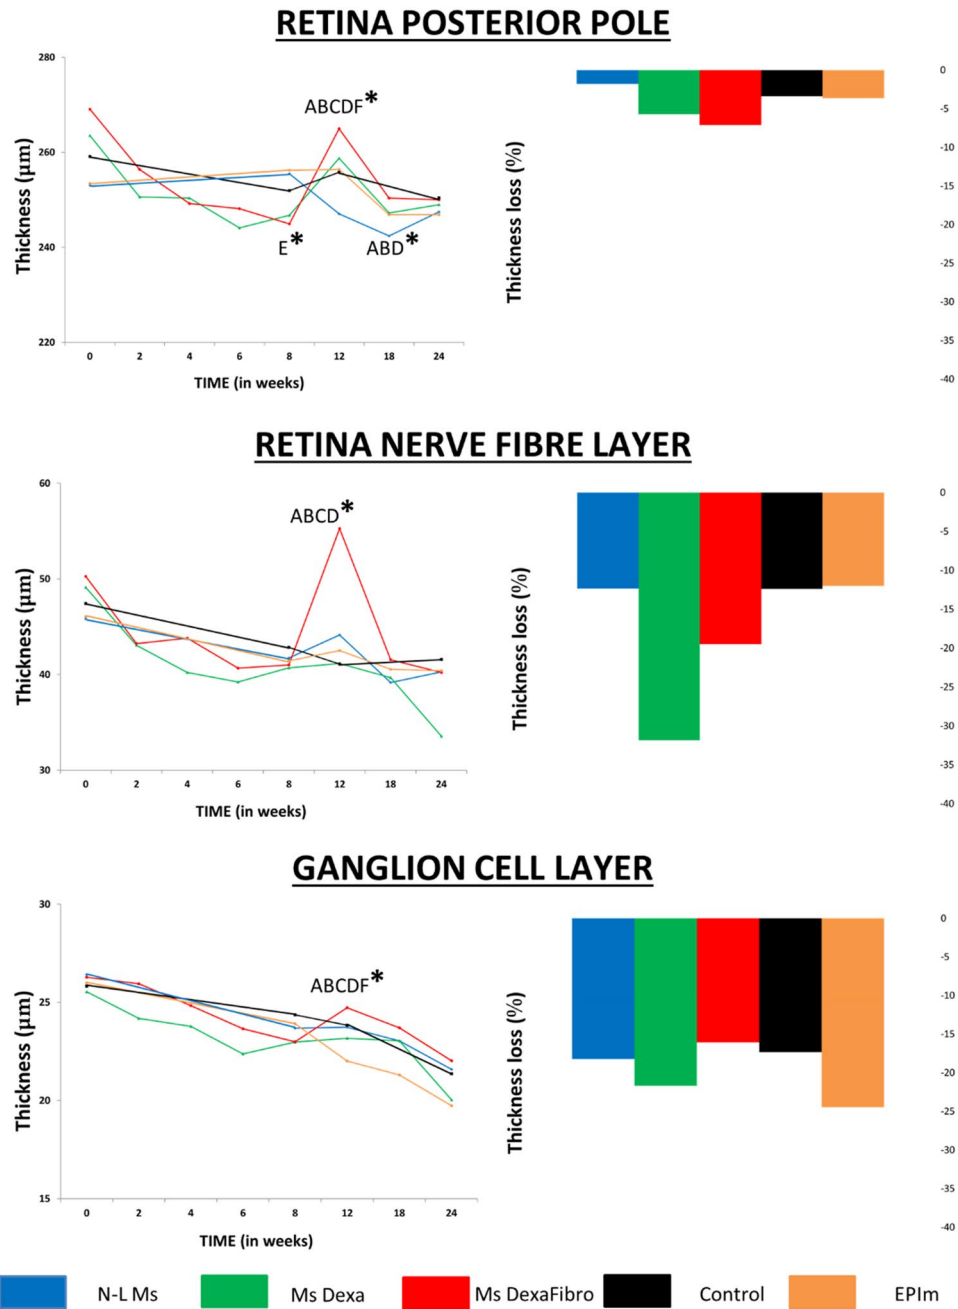 RETINA POSTERIOR POLE
280
260
240
220
Thickness (µm)
ABCDF*
E*
ABD*
0 2 4 6 8 12 18 24
TIME (in weeks)
Thickness loss (%)
0
-5
-10
-15
-20
-25
-30
-35
-40
RETINA NERVE FIBRE LAYER
60
50
40
30
Thickness (µm)
ABCD*
0 2 4 6 8 12 18 24
TIME (in weeks)
Thickness loss (%)
0
-5
-10
-15
-20
-25
-30
-35
-40
GANGLION CELL LAYER
30
25
20
15
Thickness (µm)
ABCDF*
0 2 4 6 8 12 18 24
TIME (in weeks)
Thickness loss (%)
0
-5
-10
-15
-20
-25
-30
-35
-40
N-L Ms Ms Dexa Ms DexaFibro Control EPIm